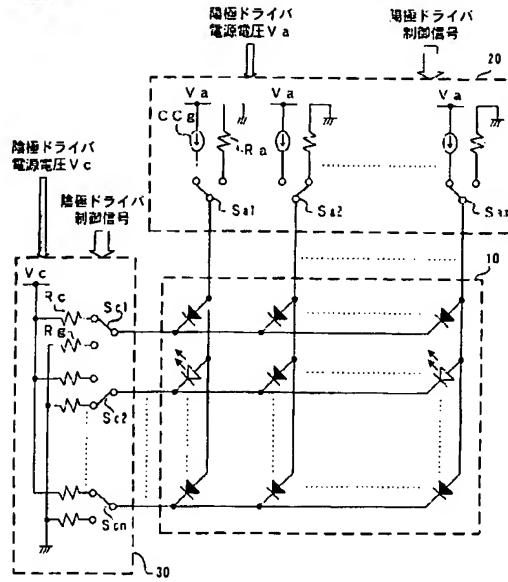 陽極ドライバ
電源電圧Va
陽極ドライバ
制御信号
20
Va
Va
Va
CCg
Ra
陰極ドライバ
電源電圧Vc
陰極ドライバ
制御信号
Sa1
Sa2
10
Vc
Rc
Sc1
Rg
Sc2
Scn
30